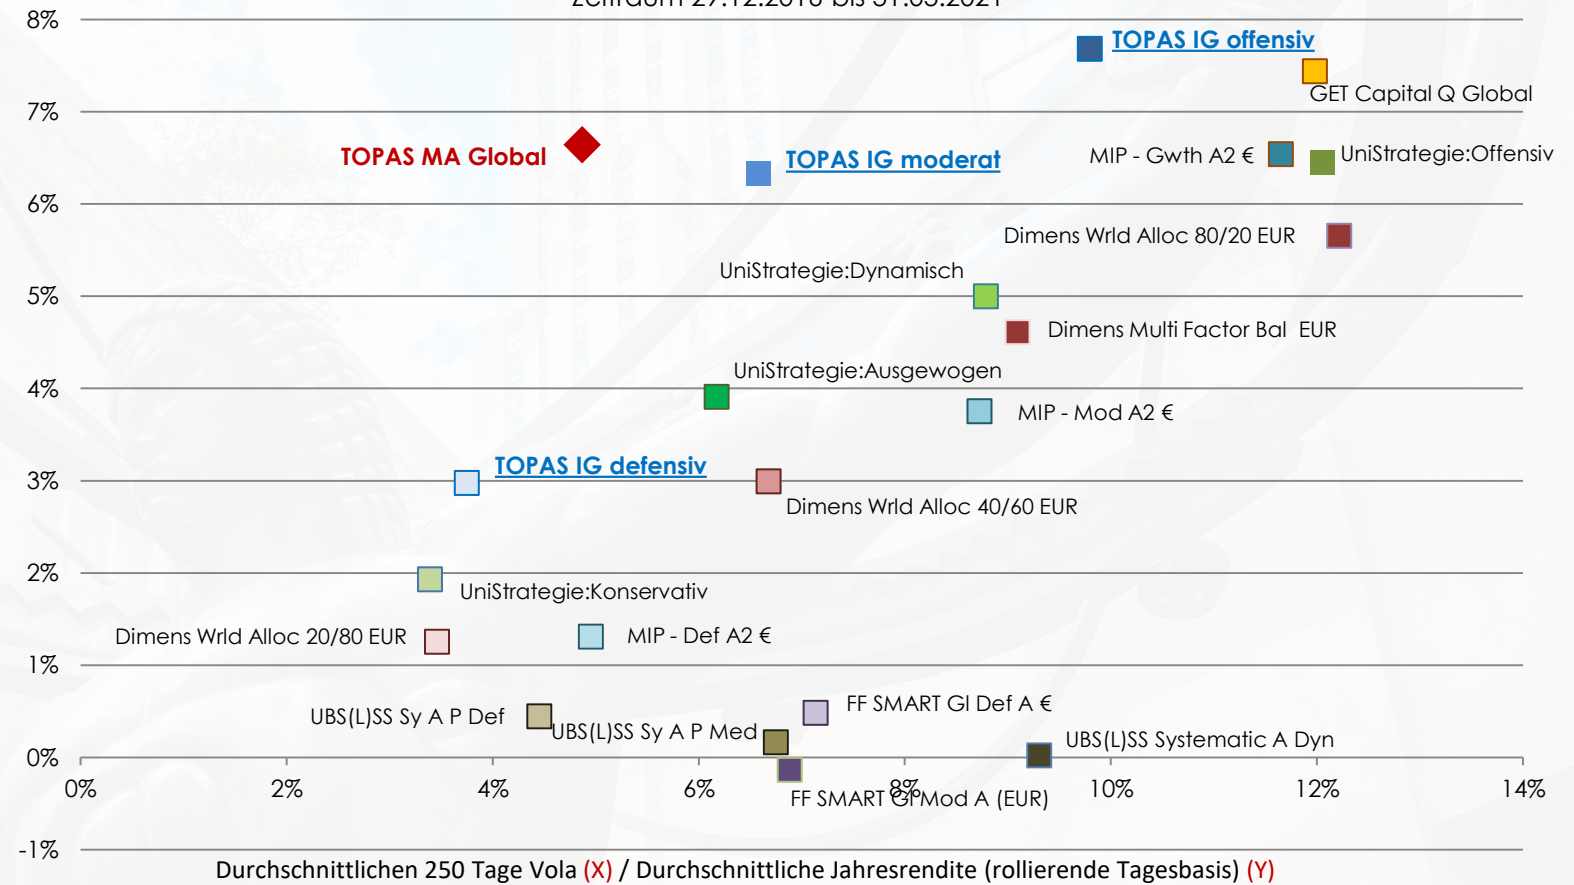 8%
TOPAS IG offensiv
GET Capital Q Global
7%
TOPAS MA Global
TOPAS IG moderat
MIP - Gwth A2 €
UniStrategie:Offensiv
6%
Dimens Wrld Alloc 80/20 EUR
UniStrategie:Dynamisch
5%
Dimens Multi Factor Bal EUR
UniStrategie:Ausgewogen
4%
MIP - Mod A2 €
TOPAS IG defensiv
3%
Dimens Wrld Alloc 40/60 EUR
2%
UniStrategie:Konservativ
Dimens Wrld Alloc 20/80 EUR
MIP - Def A2 €
1%
FF SMART Gl Def A €
UBS(L)SS Sy A P Def
UBS(L)SS Sy A P Med
UBS(L)SS Systematic A Dyn
0%
0% 2% 4% 6% 8% 10% 12% 14%
FF SMART Gl Mod A (EUR)
-1%
Durchschnittlichen 250 Tage Vola (X) / Durchschnittliche Jahresrendite (rollierende Tagesbasis) (Y)